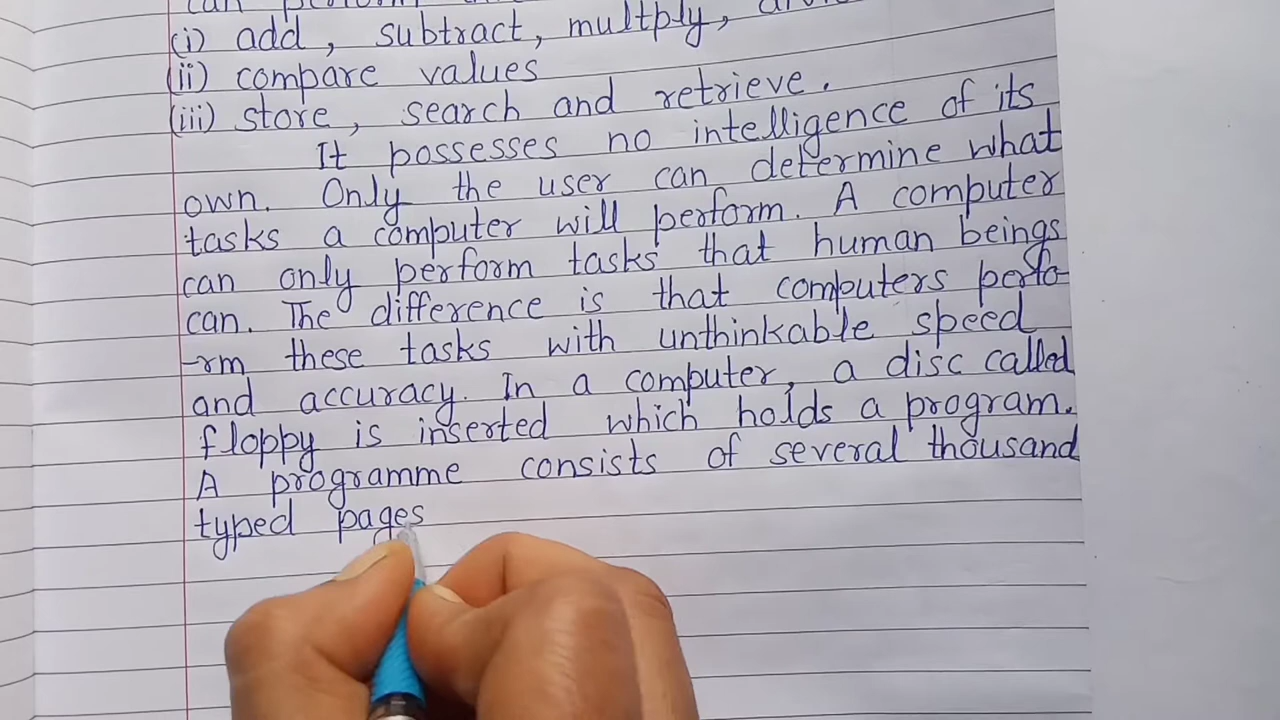 can perform
(i) add, subtract, multply,
(ii) compare values
(iii) store, search and retrieve.
It possesses no intelligence of its
own. Only the user can determine what
tasks a computer will perform. A computer
can only perform tasks that human beings
can. The difference is that computers perfo-
-rm these tasks with unthinkable speed
and accuracy. In a computer, a disc called
floppy is inserted which holds a program.
A programme consists of several thousand
typed pages